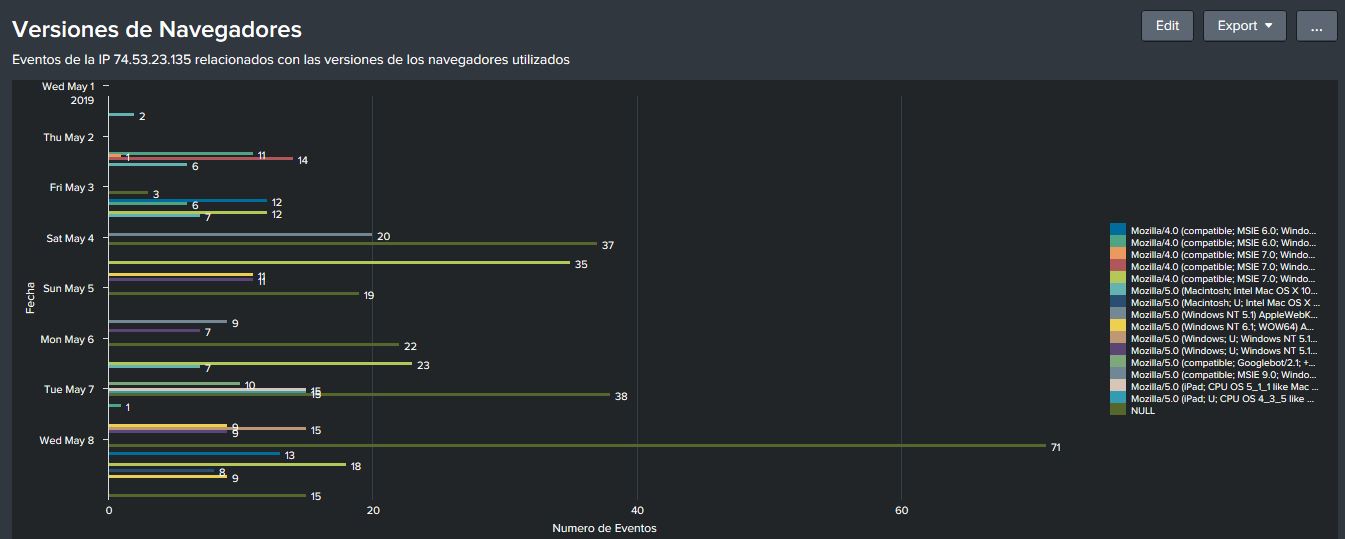 Versiones de Navegadores
Edit
Export
...
Eventos de la IP 74.53.23.135 relacionados con las versiones de los navegadores utilizados
Wed May 1
2019
2
Thu May 2
11
1
14
6
Fri May 3
3
12
6
12
7
Sat May 4
20
37
35
11
11
Sun May 5
19
9
7
Mon May 6
22
23
7
Tue May 7
10
15
15
38
1
9
15
9
Wed May 8
71
13
18
8
9
15
Fecha
0
20
40
60
Numero de Eventos
Mozilla/4.0 (compatible; MSIE 6.0; Windo...
Mozilla/4.0 (compatible; MSIE 6.0; Windo...
Mozilla/4.0 (compatible; MSIE 7.0; Windo...
Mozilla/4.0 (compatible; MSIE 7.0; Windo...
Mozilla/4.0 (compatible; MSIE 7.0; Windo...
Mozilla/5.0 (Macintosh; Intel Mac OS X 10...
Mozilla/5.0 (Macintosh; U; Intel Mac OS X ...
Mozilla/5.0 (Windows NT 5.1) AppleWebK...
Mozilla/5.0 (Windows NT 6.1; WOW64) A...
Mozilla/5.0 (Windows; U; Windows NT 5.1...
Mozilla/5.0 (Windows; U; Windows NT 5.1...
Mozilla/5.0 (compatible; Googlebot/2.1; +...
Mozilla/5.0 (compatible; MSIE 9.0; Windo...
Mozilla/5.0 (iPad; CPU OS 5_1_1 like Mac ...
Mozilla/5.0 (iPad; U; CPU OS 4_3_5 like ...
NULL